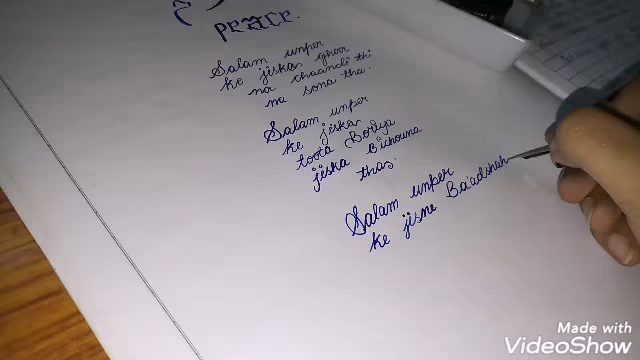 peace.
Salam unper
ke jiska ghar
na chaandi thi
na sona tha.
Salam unper
ke jiska
toota Boriya
jiska Bichouna
tha.
Salam unper
ke jisne Baadshah
Made with
VideoShow